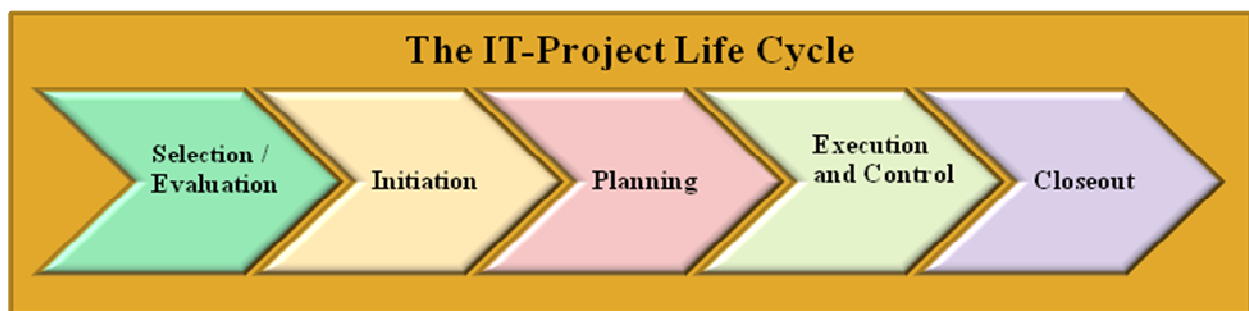 The IT-Project Life Cycle
Selection /
Evaluation
Initiation
Planning
Execution
and Control
Closeout